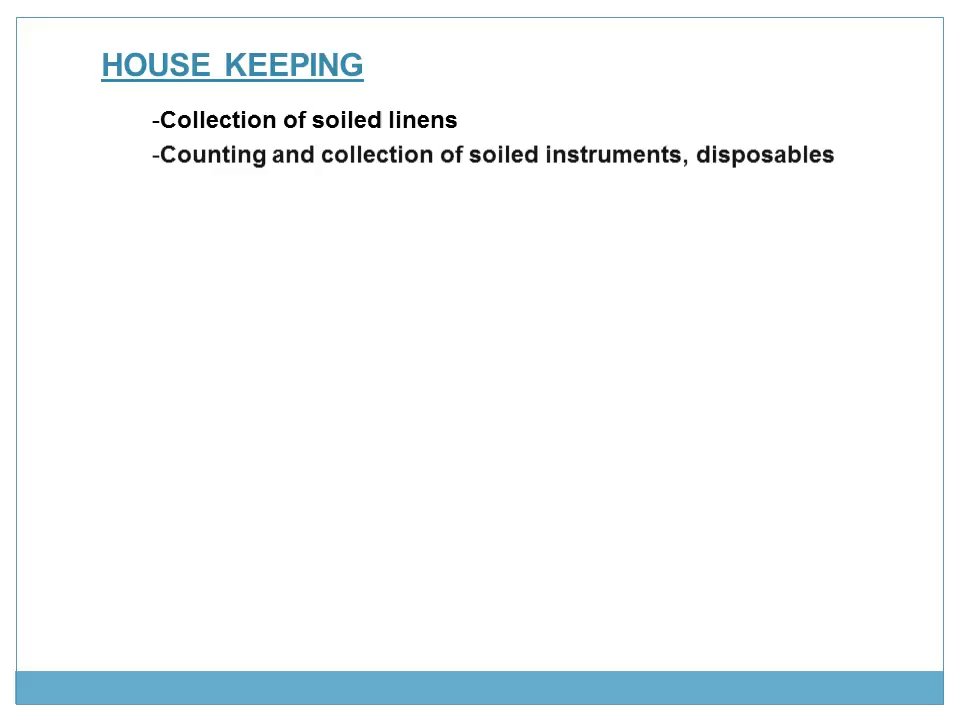 HOUSE KEEPING
-Collection of soiled linens
-Counting and collection of soiled instruments, disposables